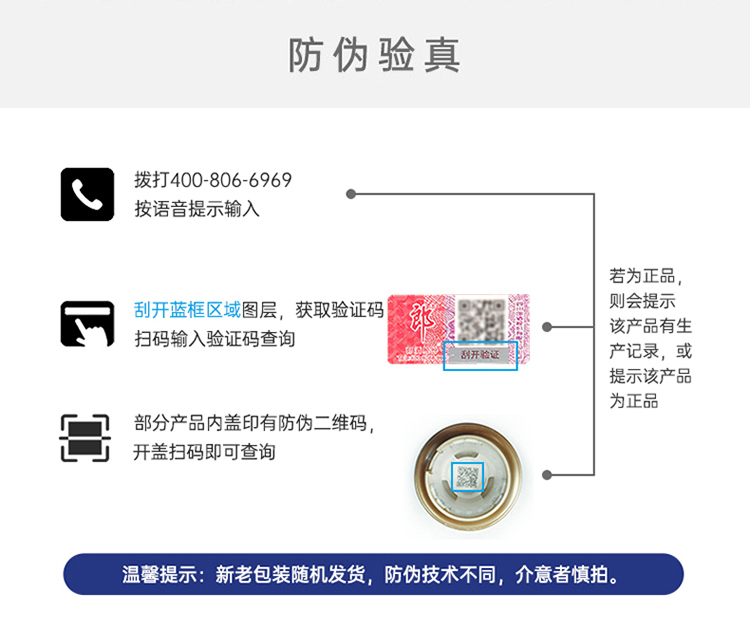 防伪验真
拨打400-806-6969
按语音提示输入
刮开蓝框区域图层，获取验证码
扫码输入验证码查询
郎
刮开验证
部分产品内盖印有防伪二维码，
开盖扫码即可查询
若为正品，
则会提示
该产品有生
产记录，或
提示该产品
为正品
温馨提示：新老包装随机发货，防伪技术不同，介意者慎拍。